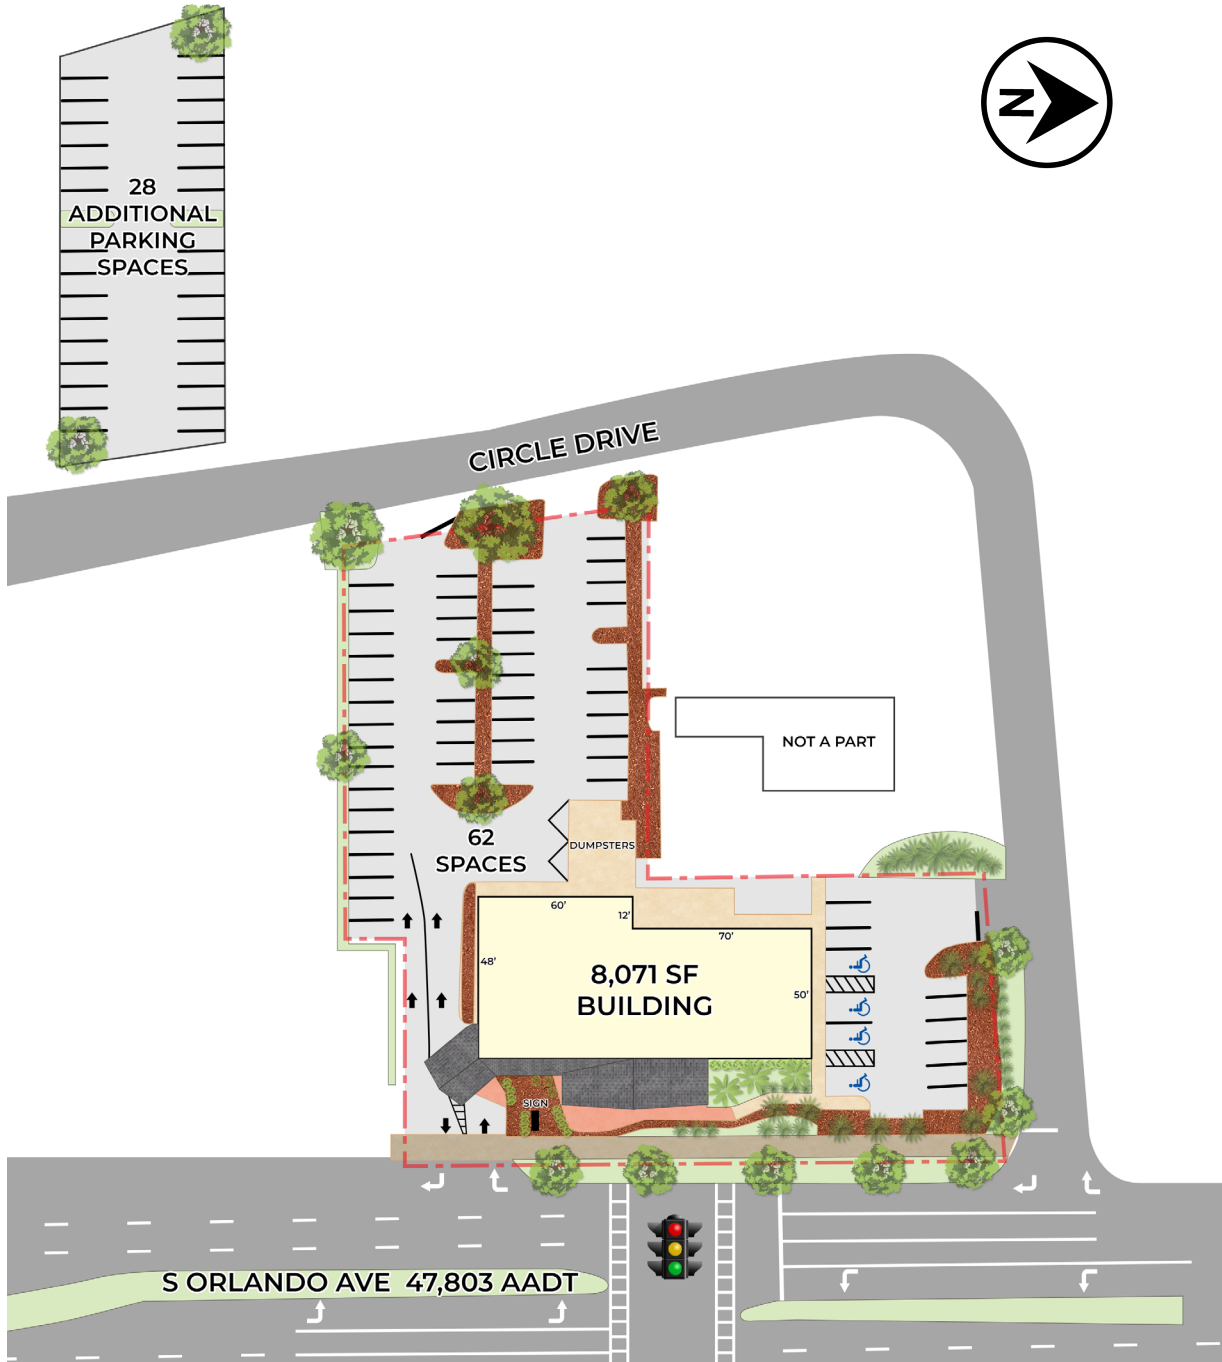 N
28
ADDITIONAL
PARKING
SPACES
CIRCLE DRIVE
NOT A PART
62
SPACES
DUMPSTERS
60'
12'
70'
48'
8,071 SF
BUILDING
50'
SIGN
S ORLANDO AVE 47,803 AADT